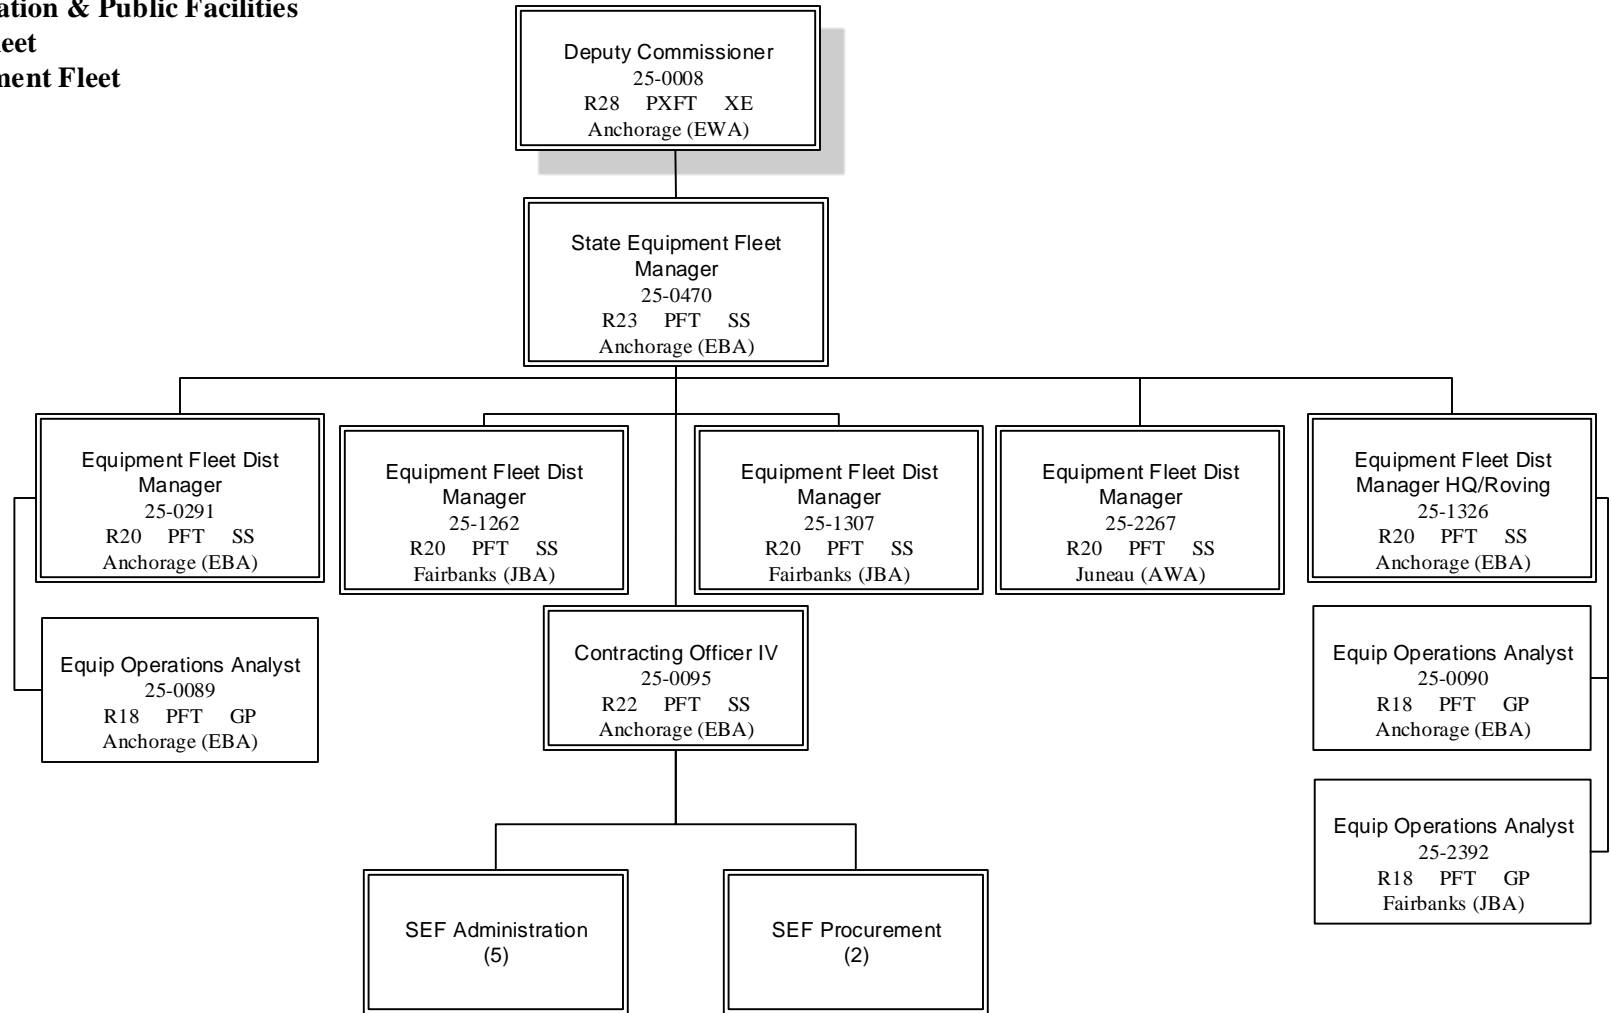 ation & Public Facilities
leet
ment Fleet
Deputy Commissioner
25-0008
R28 PXFT XE
Anchorage (EWA)
State Equipment Fleet
Manager
25-0470
R23 PFT SS
Anchorage (EBA)
Equipment Fleet Dist
Manager
25-0291
R20 PFT SS
Anchorage (EBA)
Equipment Fleet Dist
Manager
25-1262
R20 PFT SS
Fairbanks (JBA)
Equipment Fleet Dist
Manager
25-1307
R20 PFT SS
Fairbanks (JBA)
Equipment Fleet Dist
Manager
25-2267
R20 PFT SS
Juneau (AWA)
Equipment Fleet Dist
Manager HQ/Roving
25-1326
R20 PFT SS
Anchorage (EBA)
Equip Operations Analyst
25-0089
R18 PFT GP
Anchorage (EBA)
Contracting Officer IV
25-0095
R22 PFT SS
Anchorage (EBA)
Equip Operations Analyst
25-0090
R18 PFT GP
Anchorage (EBA)
Equip Operations Analyst
25-2392
R18 PFT GP
Fairbanks (JBA)
SEF Administration
(5)
SEF Procurement
(2)